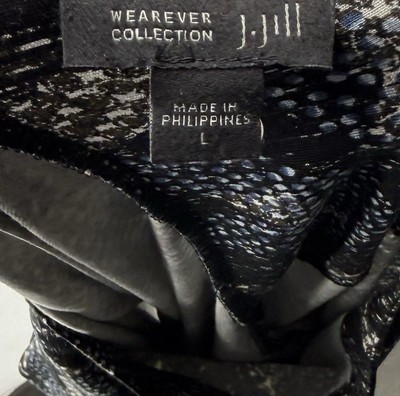 WEAREVER
COLLECTION
J.Jill
MADE IN
PHILIPPINES
L